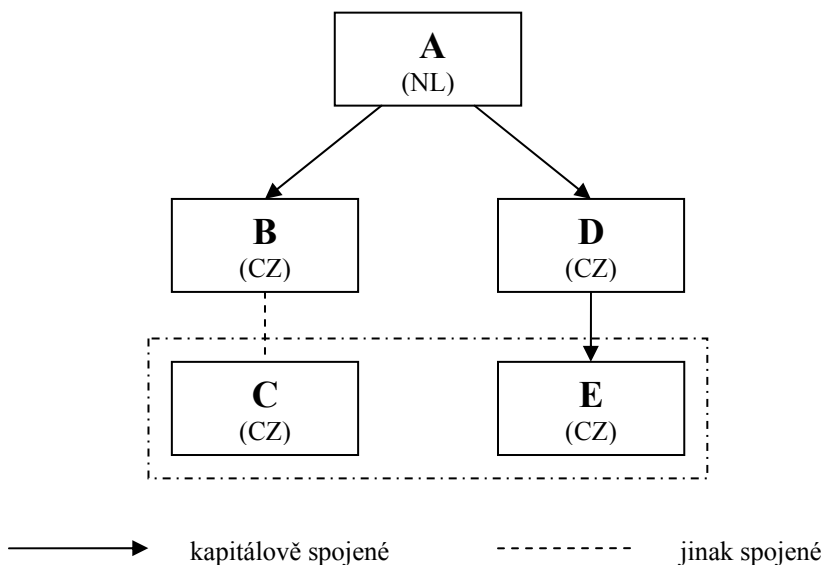 A
(NL)
B
(CZ)
D
(CZ)
C
(CZ)
E
(CZ)
kapitálově spojené
jinak spojené